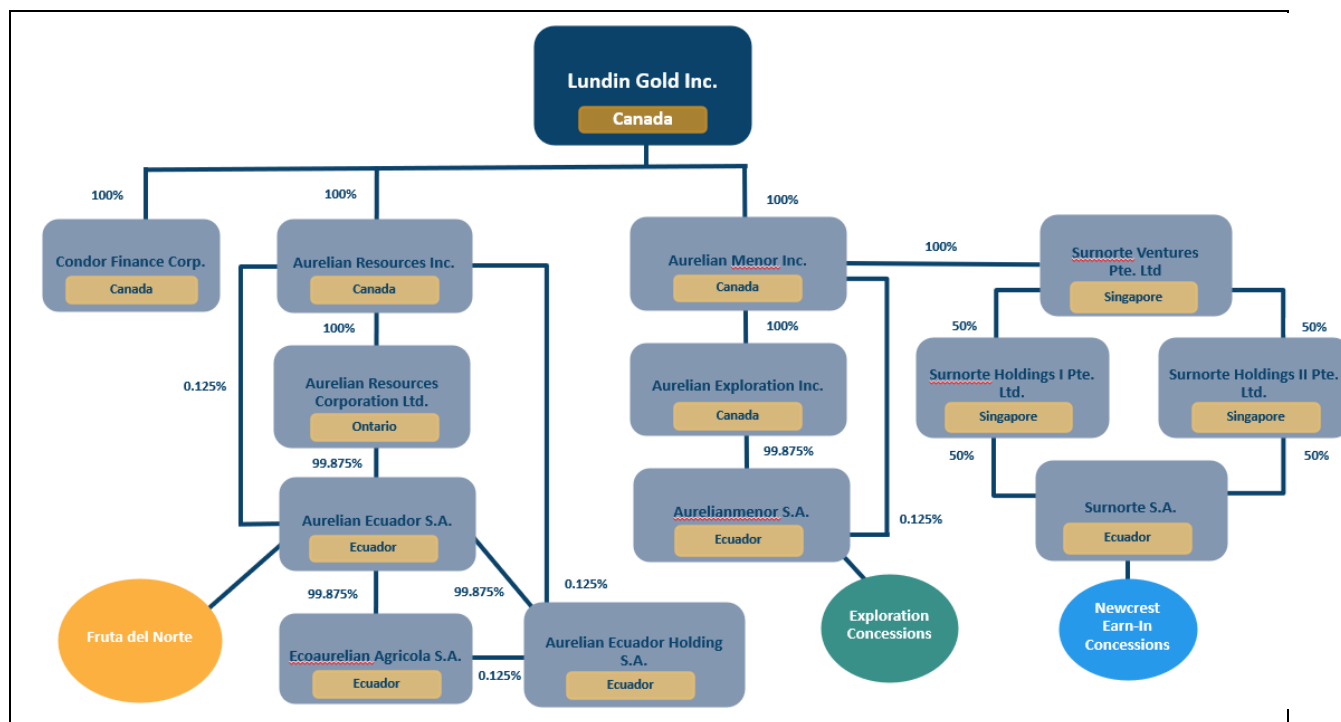 Lundin Gold Inc.
Canada
100%
100%
100%
Condor Finance Corp.
Canada
Aurelian Resources Inc.
Canada
Aurelian Menor Inc.
Canada
100%
Surnorte Ventures
Pte. Ltd
Singapore
100%
100%
50%
50%
0.125%
Aurelian Resources
Corporation Ltd.
Ontario
Aurelian Exploration Inc.
Canada
Surnorte Holdings I Pte.
Ltd.
Singapore
Surnorte Holdings II Pte.
Ltd.
Singapore
99.875%
99.875%
50%
50%
Aurelian Ecuador S.A.
Ecuador
Aurelianmenor S.A.
Ecuador
0.125%
Surnorte S.A.
Ecuador
99.875%
99.875%
0.125%
Fruta del Norte
Exploration
Concessions
Newcrest
Earn-In
Concessions
Ecoaurelian Agricola S.A.
Ecuador
0.125%
Aurelian Ecuador Holding
S.A.
Ecuador